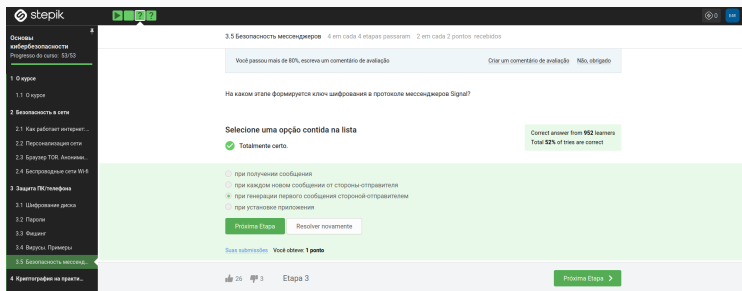 stepik
0
Основы
кибербезопасности
Progresso do curso: 53/53
1 О курсе
1.1 О курсе
2 Безопасность в сети
2.1 Как работает интернет:...
2.2 Персонализация сети
2.3 Браузер TOR. Анонимн...
2.4 Беспроводные сети Wi-fi
3 Защита ПК/телефона
3.1 Шифрование диска
3.2 Пароли
3.3 Фишинг
3.4 Вирусы. Примеры
3.5 Безопасность мессенд...
4 Криптография на практи...
3.5 Безопасность мессенджеров 4 em cada 4 etapas passaram 2 em cada 2 pontos recebidos
Você passou mais de 80%, escreva um comentário de avaliação Criar um comentário de avaliação Não, obrigado
На каком этапе формируется ключ шифрования в протоколе мессенджеров Signal?
Selecione uma opção contida na lista
Totalmente certo.
Correct answer from 952 learners
Total 52% of tries are correct
при получении сообщения
при каждом новом сообщении от стороны-отправителя
при генерации первого сообщения стороной-отправителем
при установке приложения
Próxima Etapa Resolver novamente
Suas submissões Você obteve: 1 ponto
26 3 Etapa 3 Próxima Etapa